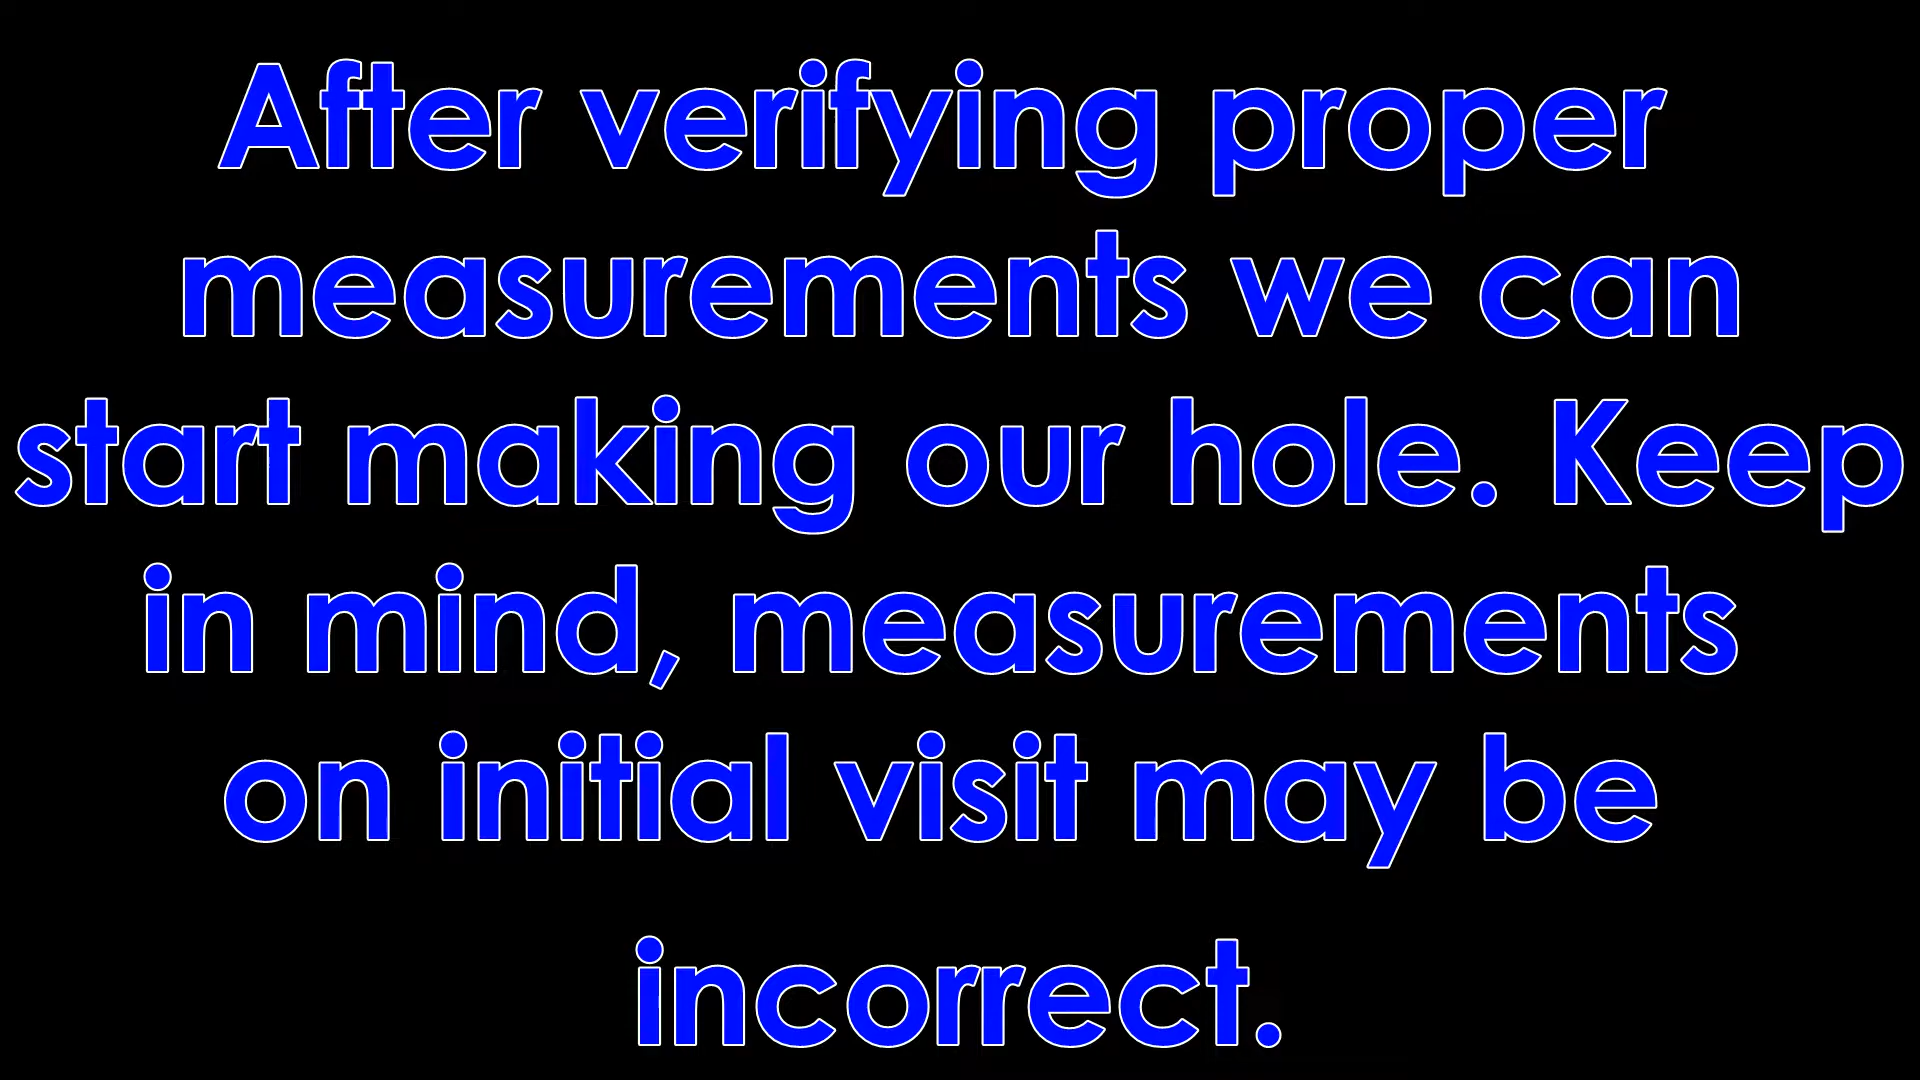 After verifying proper
measurements we can
start making our hole. Keep
in mind, measurements
on initial visit may be
incorrect.